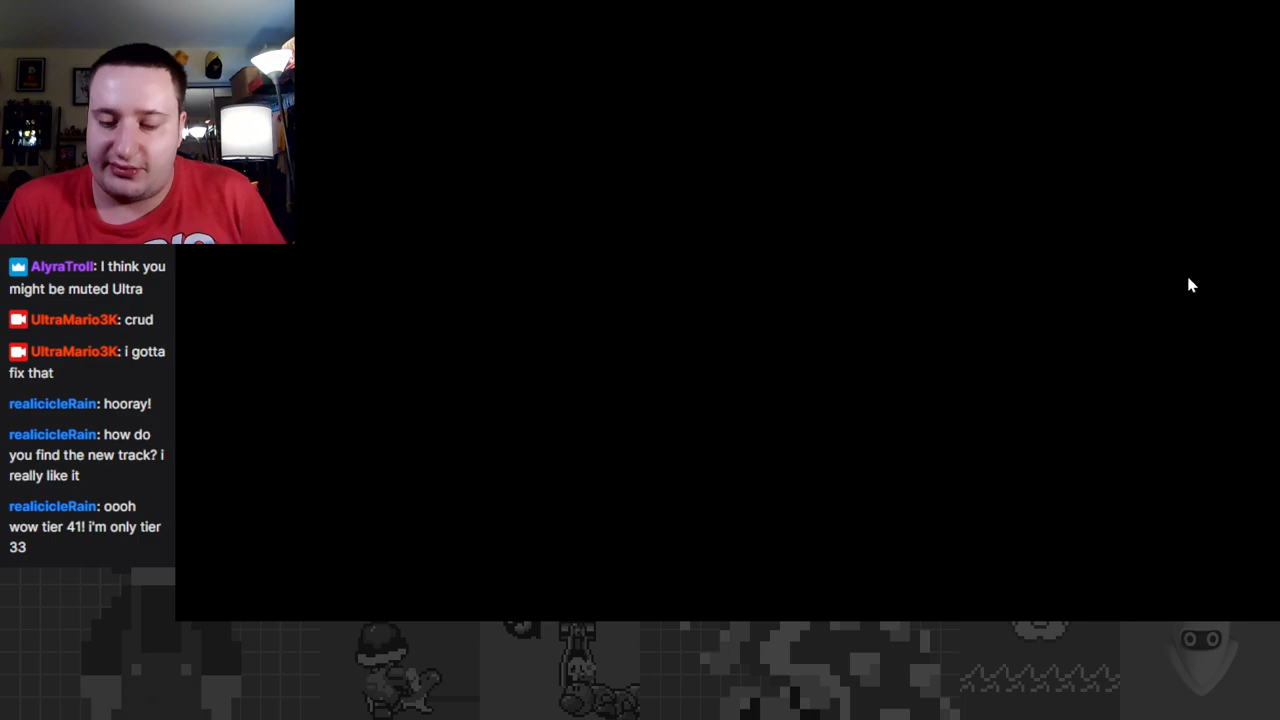 AlyraTroll: I think you
might be muted Ultra
UltraMario3K: crud
UltraMario3K: i gotta
fix that
realicicleRain: hooray!
realicicleRain: how do
you find the new track? i
really like it
realicicleRain: oooh
wow tier 41! i'm only tier
33